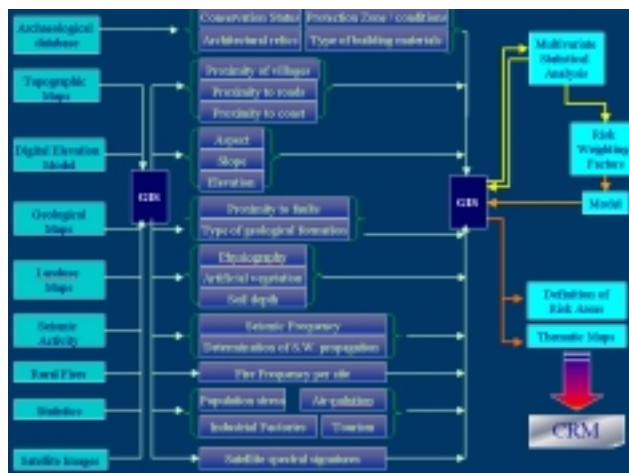 Archaeological
database
Topographic
Maps
Digital Elevation
Model
Geological
Maps
Landuse
Maps
Seismic
Activity
Rural Fires
Statistics
Satellite Images
GIS
Conservation Status
Protection Zone / conditions
Architectural relics
Type of building materials
Proximity of villages
Proximity to roads
Proximity to coast
Aspect
Slope
Elevation
Proximity to faults
Type of geological formation
Physiography
Artificial vegetation
Soil depth
Seismic Frequency
Determination of S.W. propagation
Fire Frequency per site
Population stress
Air-pollution
Industrial Factories
Tourism
Satellite spectral signatures
GIS
Multivariate
Statistical
Analysis
Risk
Weighting
Factors
Model
Definition of
Risk Areas
Thematic Maps
CRM